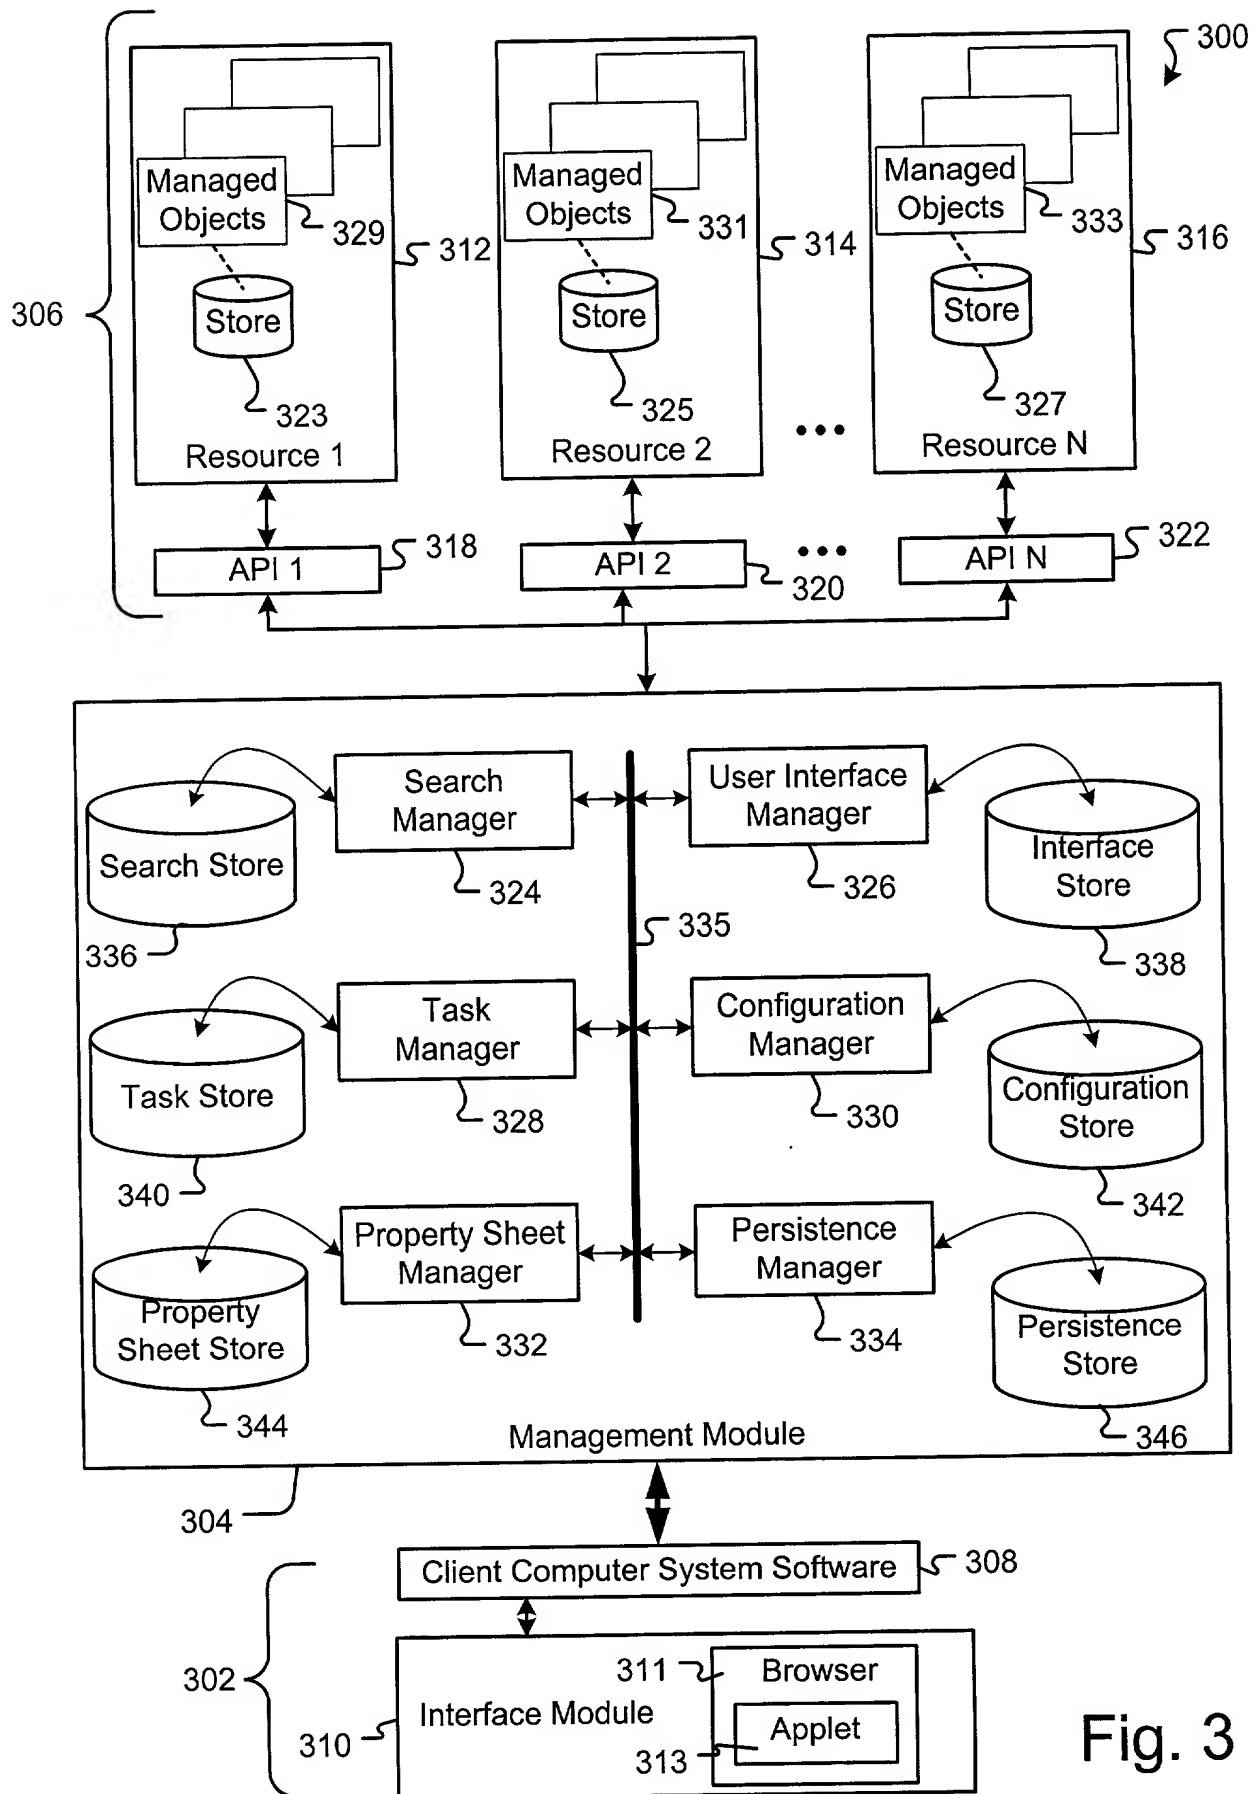 300
306
Managed
Objects
329
312
Store
323
Resource 1
Managed
Objects
331
314
Store
325
Resource 2
•••
Managed
Objects
333
316
Store
327
Resource N
API 1
318
API 2
320
•••
API N
322
Search
Manager
324
Search Store
336
User Interface
Manager
326
Interface
Store
338
335
Task
Manager
328
Task Store
340
Configuration
Manager
330
Configuration
Store
342
Property Sheet
Manager
332
Property
Sheet Store
344
Persistence
Manager
334
Persistence
Store
346
Management Module
304
Client Computer System Software
308
302
Interface Module
310
311
Browser
Applet
313
Fig. 3